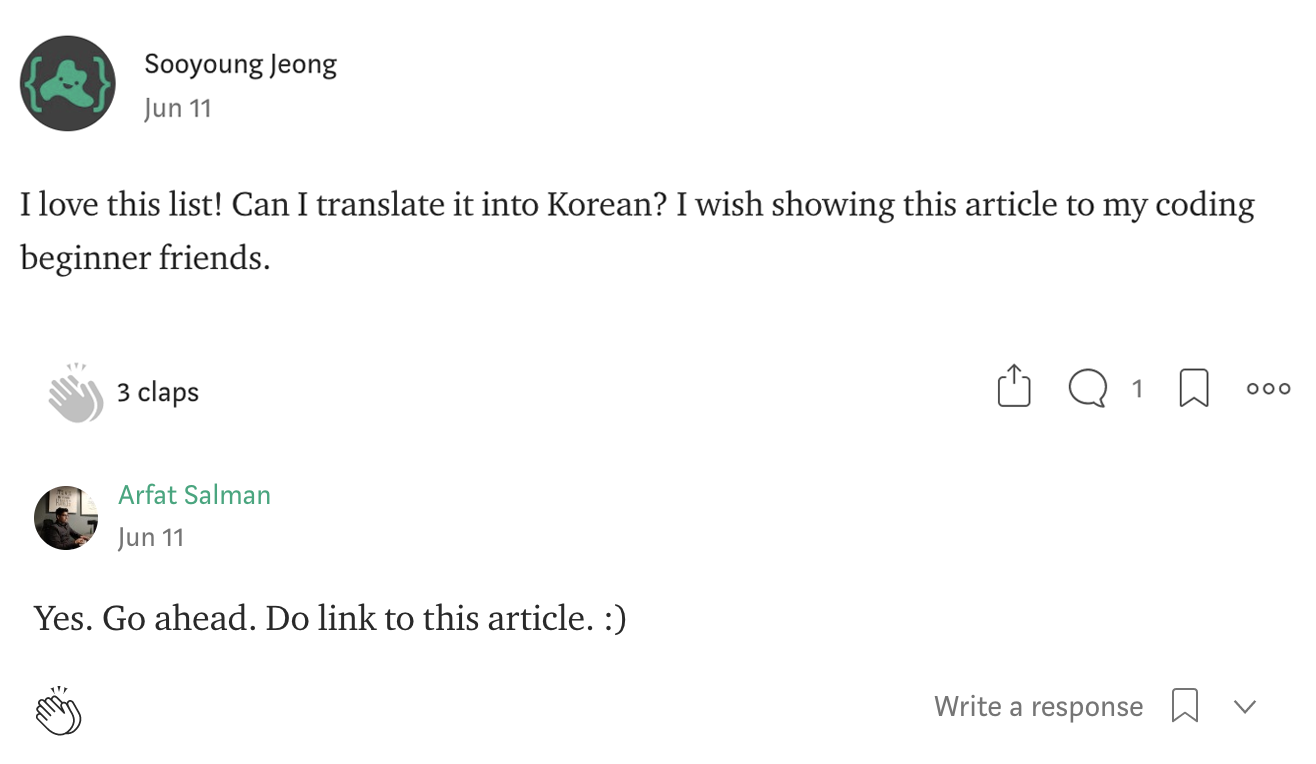 Sooyoung Jeong
Jun 11
I love this list! Can I translate it into Korean? I wish showing this article to my coding
beginner friends.
3 claps
1
Arfat Salman
Jun 11
Yes. Go ahead. Do link to this article. :)
Write a response